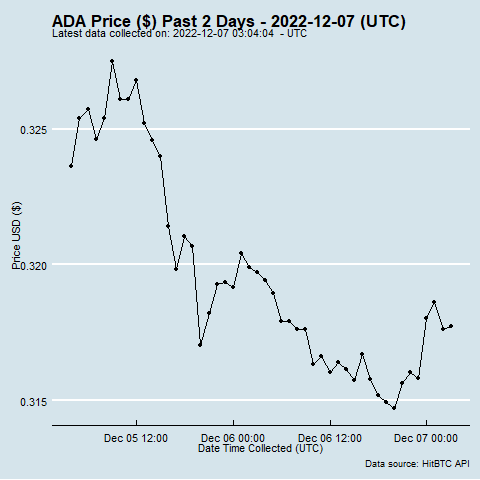 ADA Price ($) Past 2 Days - 2022-12-07 (UTC)
Latest data collected on: 2022-12-07 03:04:04 - UTC
0.325
0.320
0.315
Price USD ($)
Dec 05 12:00 Dec 06 00:00 Dec 06 12:00 Dec 07 00:00
Date Time Collected (UTC)
Data source: HitBTC API